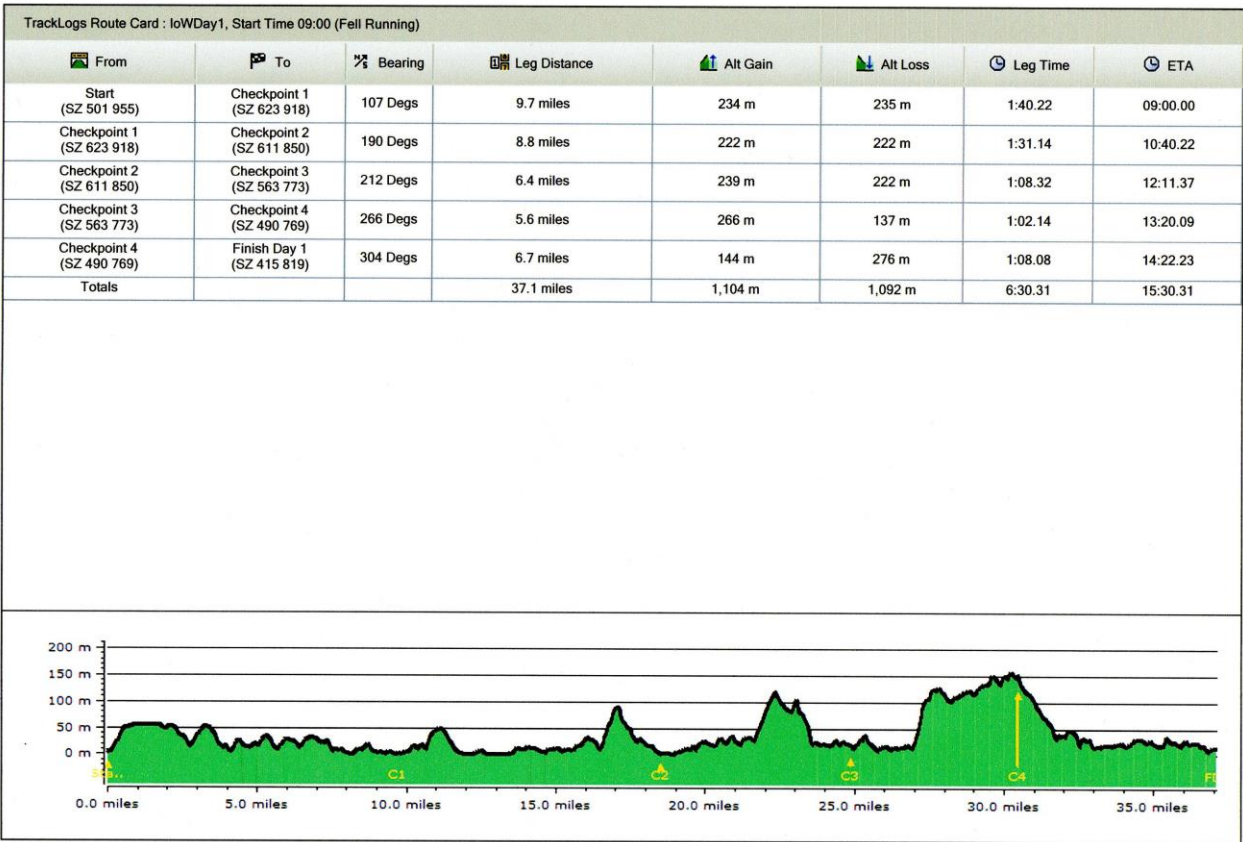 TrackLogs Route Card : IoWDay1, Start Time 09:00 (Fell Running)
From To Bearing Leg Distance Alt Gain Alt Loss Leg Time ETA
Start (SZ 501 955) Checkpoint 1 (SZ 623 918) 107 Degs 9.7 miles 234 m 235 m 1:40.22 09:00.00
Checkpoint 1 (SZ 623 918) Checkpoint 2 (SZ 611 850) 190 Degs 8.8 miles 222 m 222 m 1:31.14 10:40.22
Checkpoint 2 (SZ 611 850) Checkpoint 3 (SZ 563 773) 212 Degs 6.4 miles 239 m 222 m 1:08.32 12:11.37
Checkpoint 3 (SZ 563 773) Checkpoint 4 (SZ 490 769) 266 Degs 5.6 miles 266 m 137 m 1:02.14 13:20.09
Checkpoint 4 (SZ 490 769) Finish Day 1 (SZ 415 819) 304 Degs 6.7 miles 144 m 276 m 1:08.08 14:22.23
Totals 37.1 miles 1,104 m 1,092 m 6:30.31 15:30.31
200 m
150 m
100 m
50 m
0 m
C1 C2 C3 C4
0.0 miles 5.0 miles 10.0 miles 15.0 miles 20.0 miles 25.0 miles 30.0 miles 35.0 miles